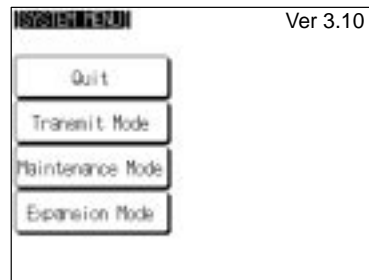 [SYSTEM MENU]
Ver 3.10
Quit
Transmit Mode
Maintenance Mode
Expansion Mode